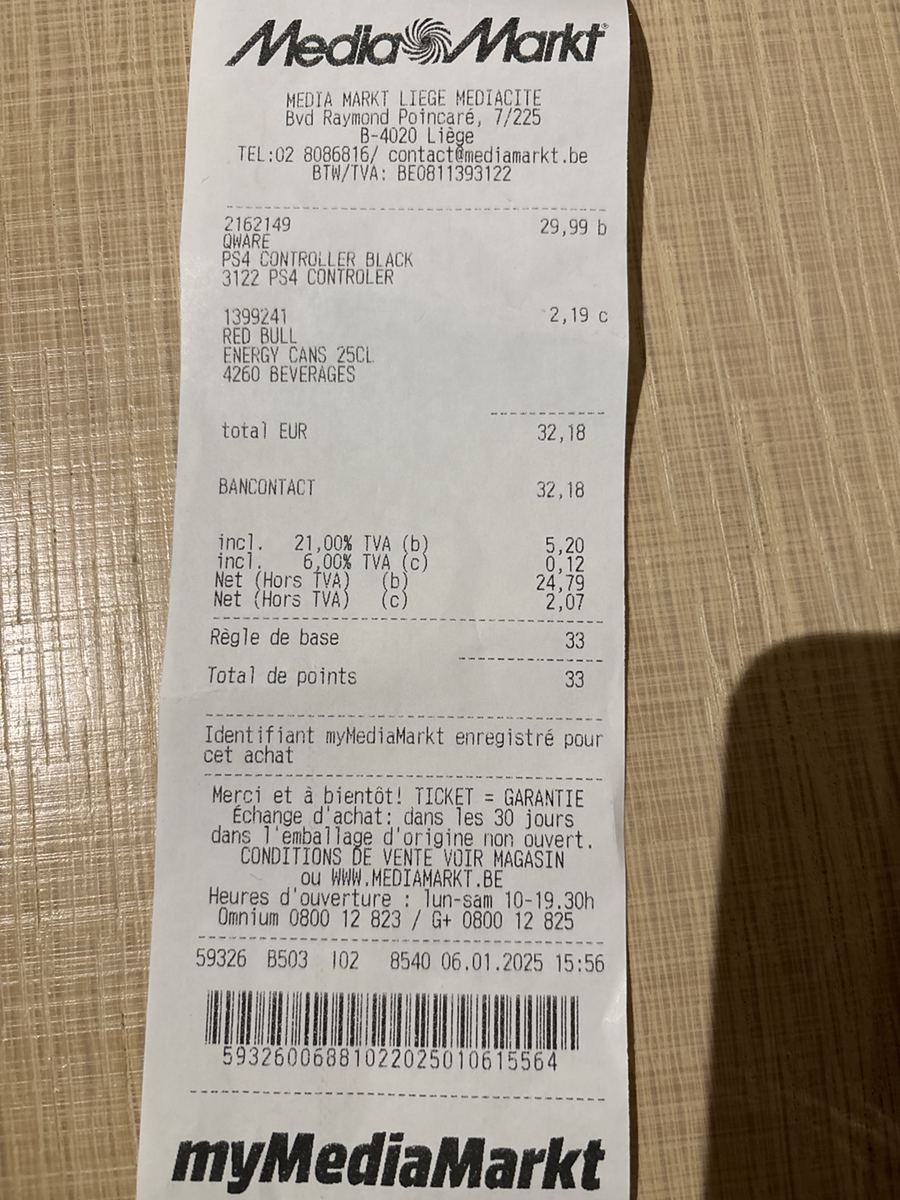 Media Markt®
MEDIA MARKT LIEGE MEDIACITE
Bvd Raymond Poincaré, 7/225
B-4020 Liège
TEL:02 8086816/ contact@mediamarkt.be
BTW/TVA: BE0811393122
2162149 29,99 b
QWARE
PS4 CONTROLLER BLACK
3122 PS4 CONTROLER
1399241 2,19 c
RED BULL
ENERGY CANS 25CL
4260 BEVERAGES
total EUR 32,18
BANCONTACT 32,18
incl. 21,00% TVA (b) 5,20
incl. 6,00% TVA (c) 0,12
Net (Hors TVA) (b) 24,79
Net (Hors TVA) (c) 2,07
Règle de base 33
Total de points 33
Identifiant myMediaMarkt enregistré pour
cet achat
Merci et à bientôt! TICKET = GARANTIE
Échange d'achat: dans les 30 jours
dans l'emballage d'origine non ouvert.
CONDITIONS DE VENTE VOIR MAGASIN
ou WWW.MEDIAMARKT.BE
Heures d'ouverture : lun-sam 10-19.30h
Omnium 0800 12 823 / G+ 0800 12 825
59326 B503 I02 8540 06.01.2025 15:56
5932600688102202501061556​4
myMediaMarkt